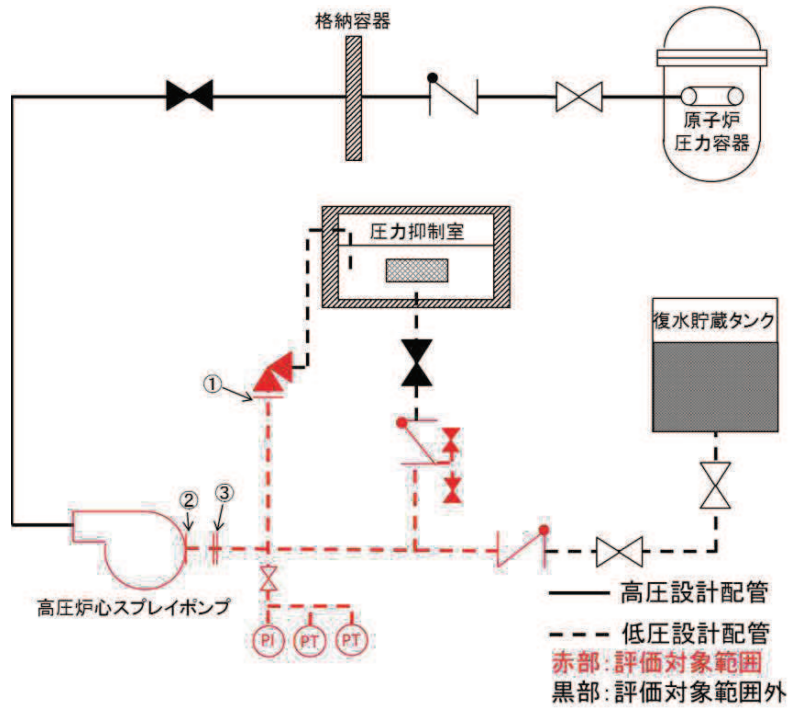 格納容器
原子炉
圧力容器
圧力抑制室
復水貯蔵タンク
①
②
③
高圧炉心スプレイポンプ
PI
PT
PT
高圧設計配管
低圧設計配管
赤部:評価対象範囲
黒部:評価対象範囲外